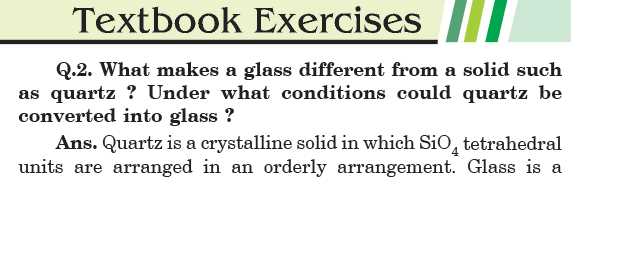 Textbook Exercises
Q.2. What makes a glass different from a solid such
as quartz ? Under what conditions could quartz be
converted into glass ?
Ans. Quartz is a crystalline solid in which SiO₄ tetrahedral
units are arranged in an orderly arrangement. Glass is a